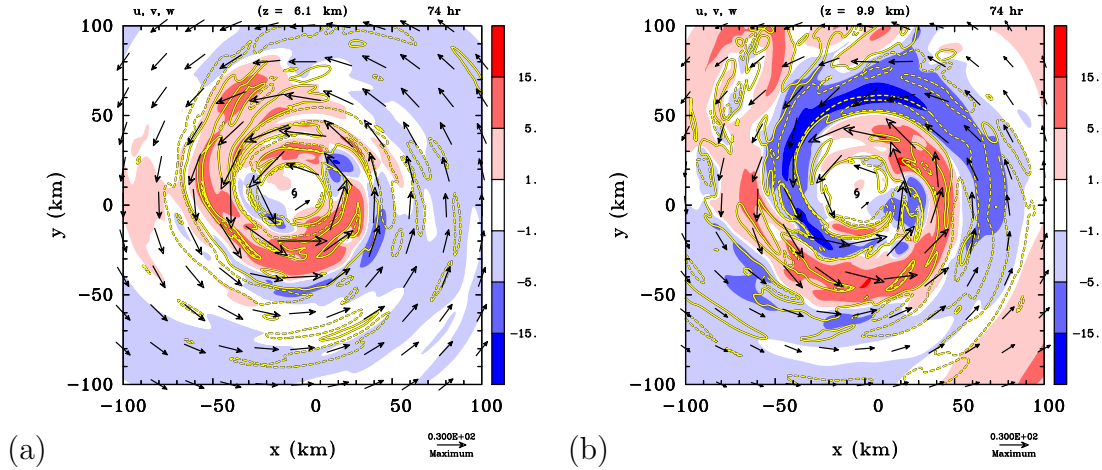 u, v, w (z = 6.1 km) 74 hr
100
50
0
−50
−100
−100 −50 0 50 100
y (km)
x (km)
15.
5.
1.
−1.
−5.
−15.
0.300E+02
Maximum
(a)
u, v, w (z = 9.9 km) 74 hr
100
50
0
−50
−100
−100 −50 0 50 100
y (km)
x (km)
15.
5.
1.
−1.
−5.
−15.
0.300E+02
Maximum
(b)